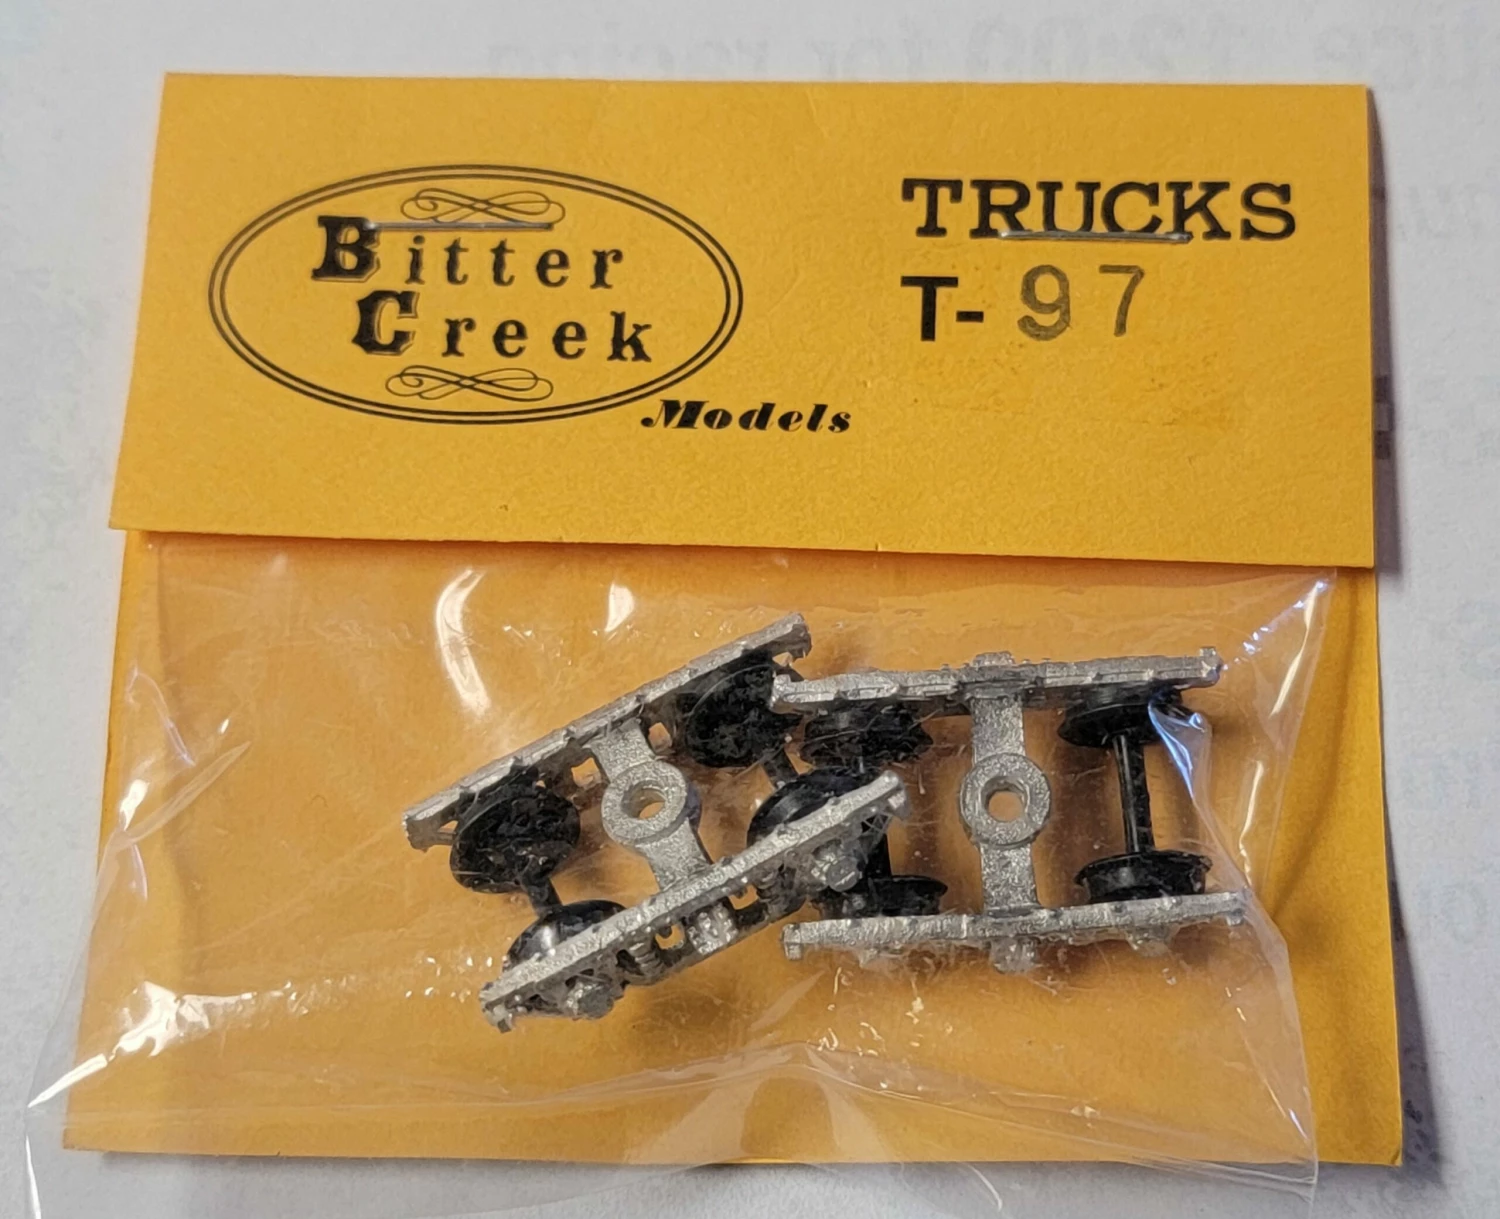 Bitter
Creek
Models
TRUCKS
T-97